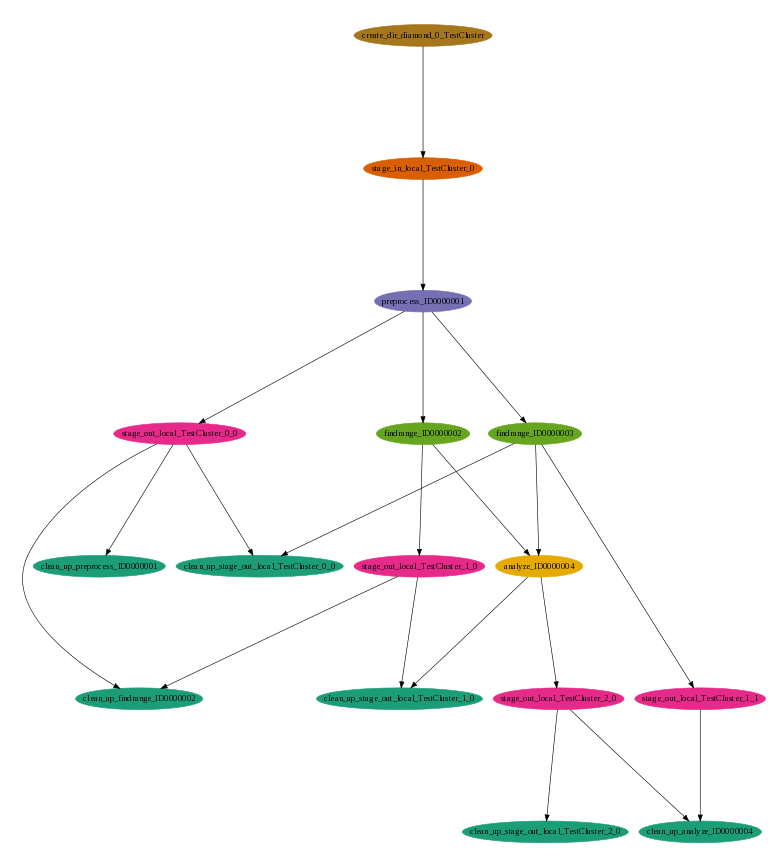 create_dir_diamond_0_TestCluster
stage_in_local_TestCluster_0
preprocess_ID0000001
stage_out_local_TestCluster_0_0
findrange_ID0000002
findrange_ID0000003
clean_up_preprocess_ID0000001
clean_up_stage_out_local_TestCluster_0_0
stage_out_local_TestCluster_1_0
analyze_ID0000004
clean_up_findrange_ID0000002
clean_up_stage_out_local_TestCluster_1_0
stage_out_local_TestCluster_2_0
stage_out_local_TestCluster_1_1
clean_up_stage_out_local_TestCluster_2_0
clean_up_analyze_ID0000004